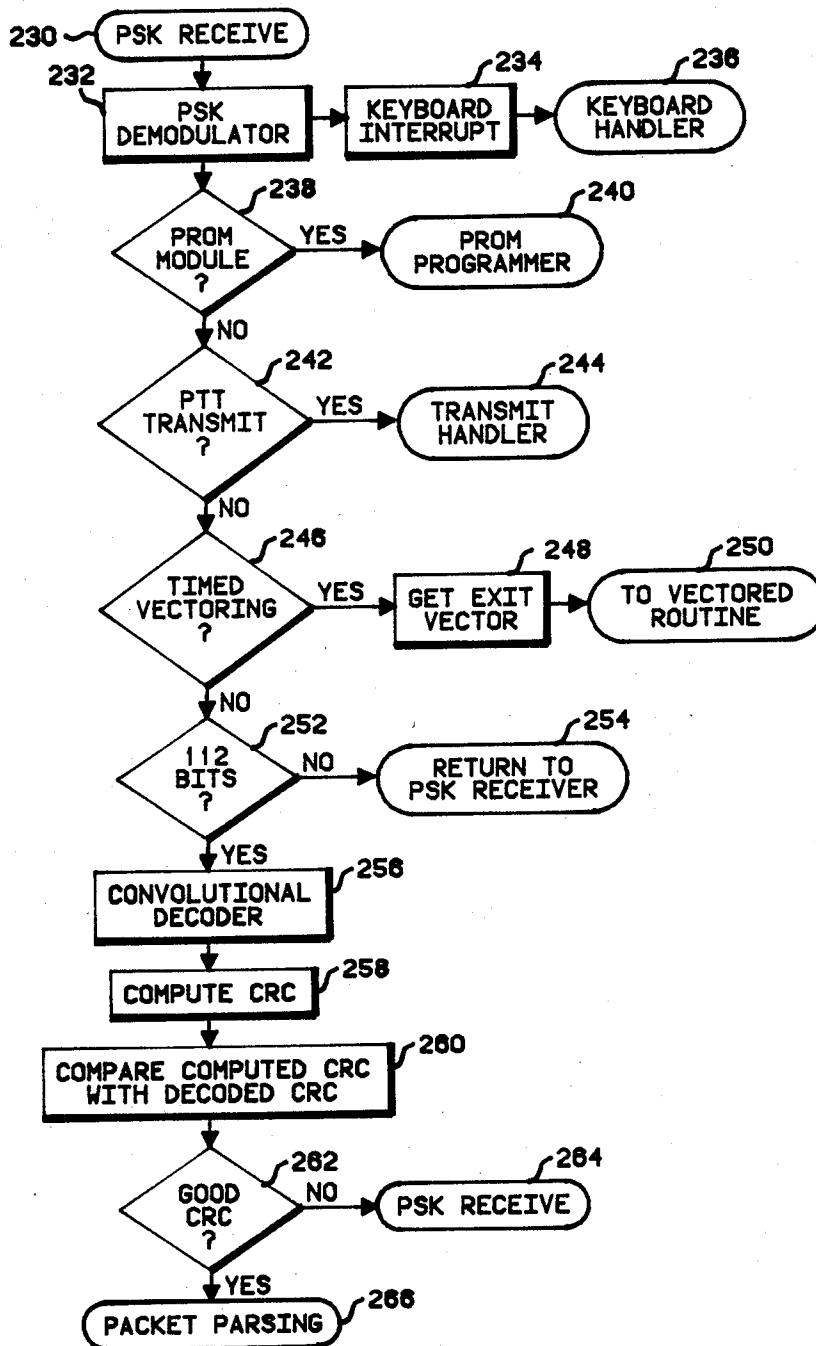 230 PSK RECEIVE
232 PSK DEMODULATOR
234 KEYBOARD INTERRUPT
236 KEYBOARD HANDLER
238 PROM MODULE ?
YES
240 PROM PROGRAMMER
NO
242 PTT TRANSMIT ?
YES
244 TRANSMIT HANDLER
NO
246 TIMED VECTORING ?
YES
248 GET EXIT VECTOR
250 TO VECTORED ROUTINE
NO
252 112 BITS ?
NO
254 RETURN TO PSK RECEIVER
YES
256 CONVOLUTIONAL DECODER
258 COMPUTE CRC
260 COMPARE COMPUTED CRC WITH DECODED CRC
262 GOOD CRC ?
NO
264 PSK RECEIVE
YES
266 PACKET PARSING